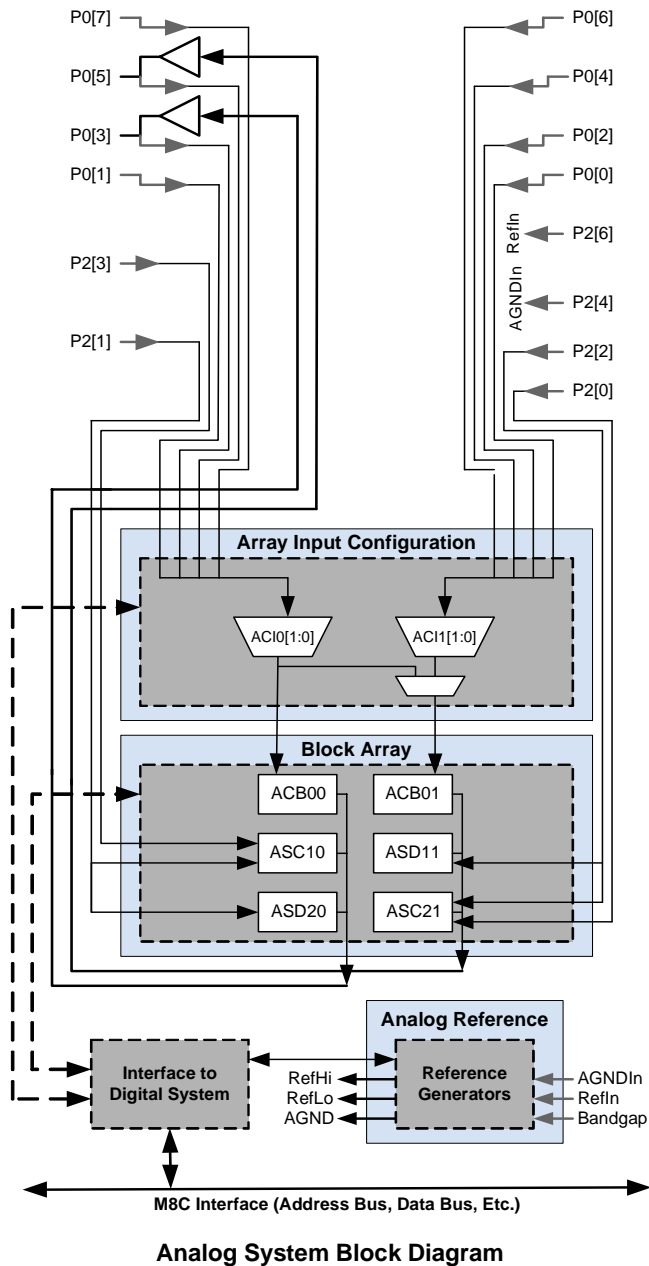 P0[7]
P0[6]
P0[5]
P0[4]
P0[3]
P0[2]
P0[1]
P0[0]
P2[6]
RefIn
P2[3]
P2[4]
AGNDIn
P2[1]
P2[2]
P2[0]
Array Input Configuration
ACI0[1:0]
ACI1[1:0]
Block Array
ACB00
ACB01
ASC10
ASD11
ASD20
ASC21
Analog Reference
Interface to
Digital System
Reference
Generators
RefHi
RefLo
AGND
AGNDIn
RefIn
Bandgap
M8C Interface (Address Bus, Data Bus, Etc.)
Analog System Block Diagram